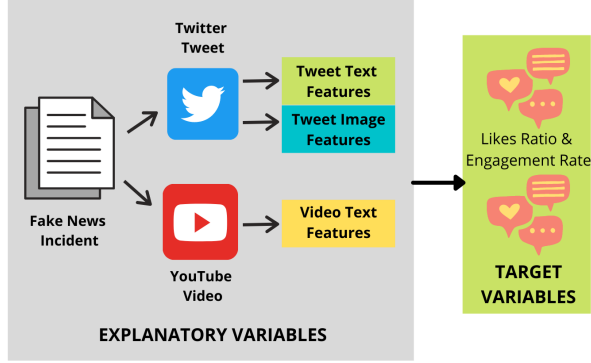 Twitter
Tweet
Tweet Text
Features
Tweet Image
Features
Fake News
Incident
Video Text
Features
YouTube
Video
EXPLANATORY VARIABLES
Likes Ratio &
Engagement Rate
TARGET
VARIABLES